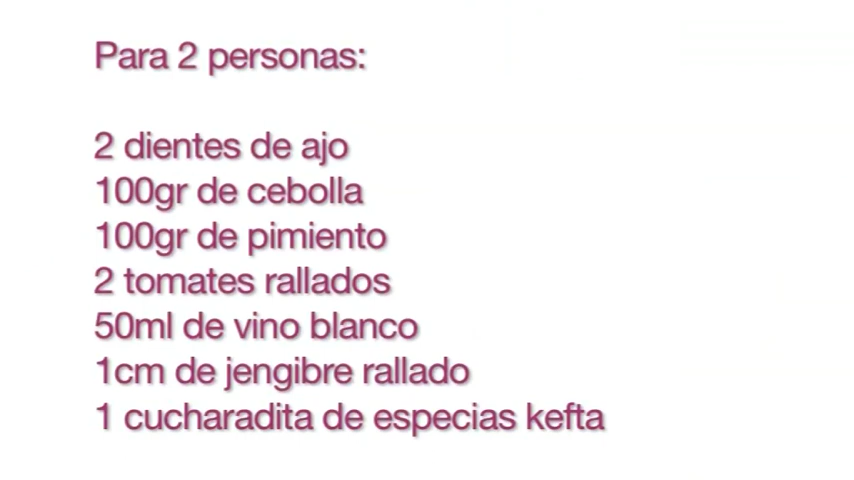 Para 2 personas:
2 dientes de ajo
100gr de cebolla
100gr de pimiento
2 tomates rallados
50ml de vino blanco
1cm de jengibre rallado
1 cucharadita de especias kefta